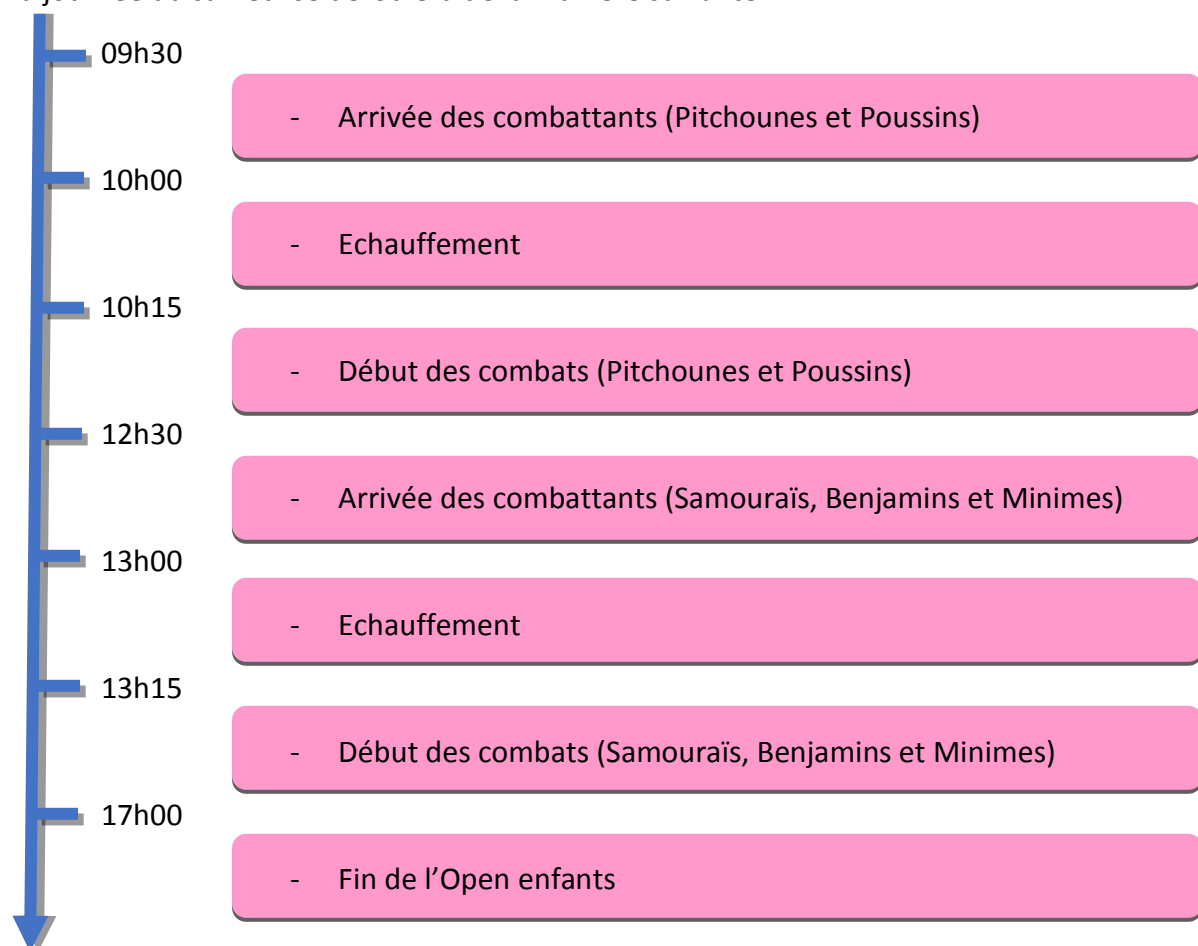 09h30
- Arrivée des combattants (Pitchounes et Poussins)
10h00
- Echauffement
10h15
- Début des combats (Pitchounes et Poussins)
12h30
- Arrivée des combattants (Samouraïs, Benjamins et Minimes)
13h00
- Echauffement
13h15
- Début des combats (Samouraïs, Benjamins et Minimes)
17h00
- Fin de l’Open enfants